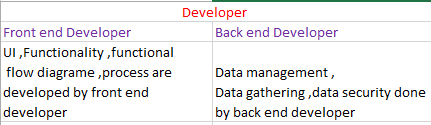 Developer
Front end Developer
Back end Developer
UI ,Functionality ,functional
flow diagrame ,process are
developed by front end
developer
Data management ,
Data gathering ,data security done
by back end developer